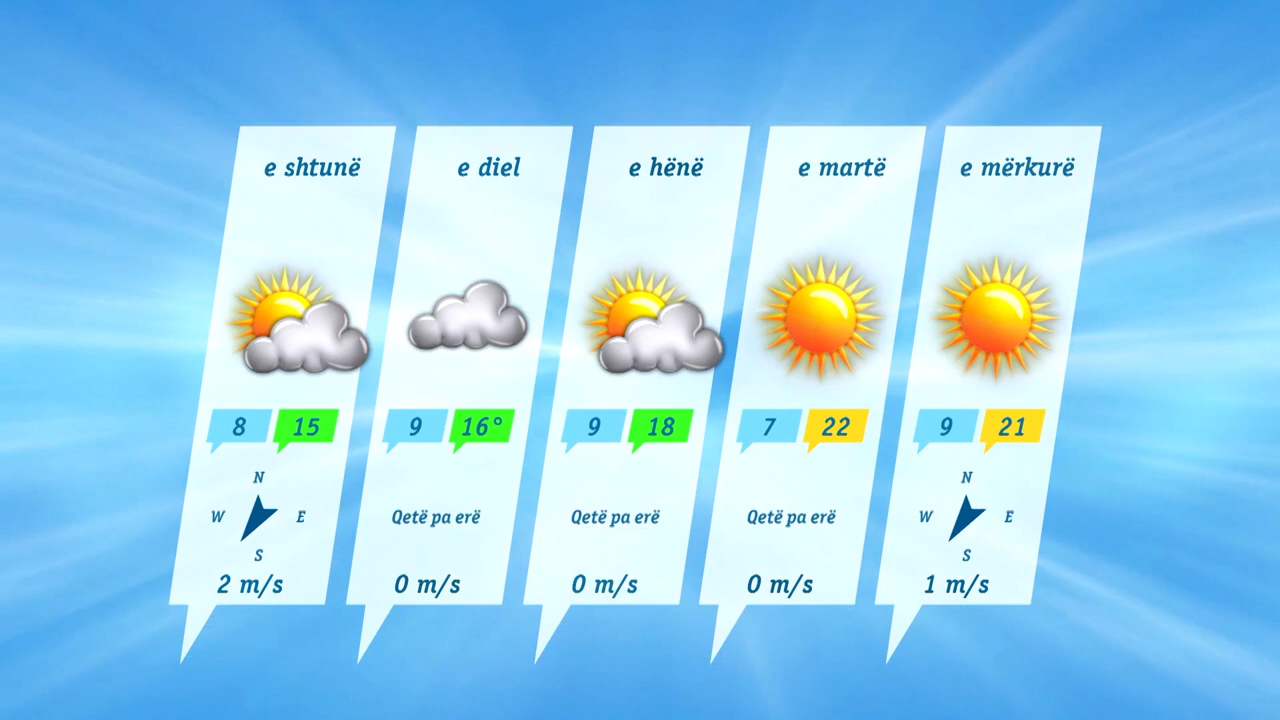 e shtunë
e diel
e hënë
e martë
e mërkurë
8 15
9 16°
9 18
7 22
9 21
N
W E
S
Qetë pa erë
Qetë pa erë
Qetë pa erë
N
W E
S
2 m/s
0 m/s
0 m/s
0 m/s
1 m/s